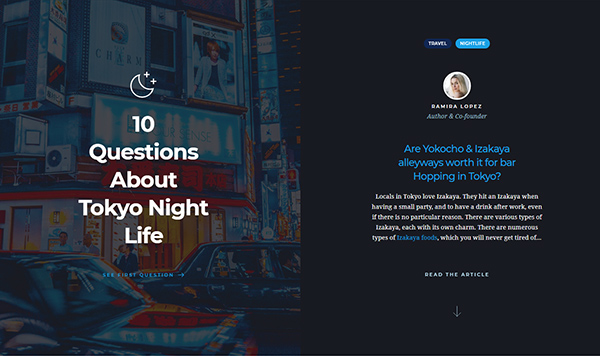 10
Questions
About
Tokyo Night
Life
SEE FIRST QUESTION →
TRAVEL
NIGHTLIFE
RAMIRA LOPEZ
Author & Co-founder
Are Yokocho & Izakaya
alleyways worth it for bar
Hopping in Tokyo?
Locals in Tokyo love Izakaya. They hit an Izakaya when
having a small party, and to have a drink after work, even
if there is no particular reason. There are various types of
Izakaya, each with its own charm. There are numerous
types of Izakaya foods, which you will never get tired of...
READ THE ARTICLE